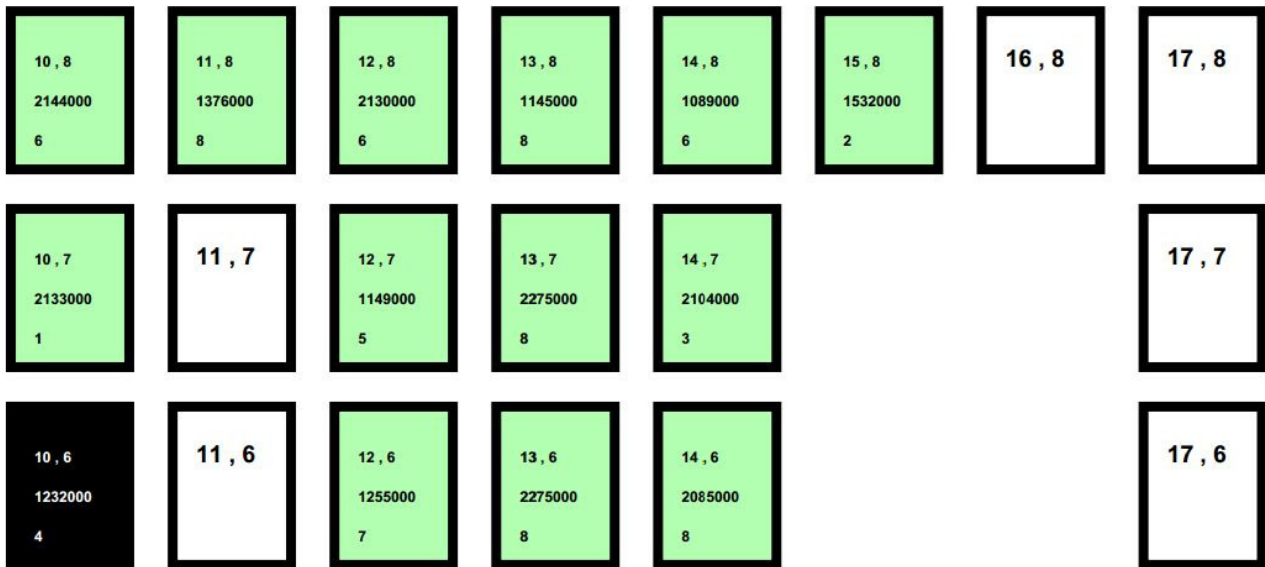 10 , 8
2144000
6
11 , 8
1376000
8
12 , 8
2130000
6
13 , 8
1145000
8
14 , 8
1089000
6
15 , 8
1532000
2
16 , 8
17 , 8
10 , 7
2133000
1
11 , 7
12 , 7
1149000
5
13 , 7
2275000
8
14 , 7
2104000
3
17 , 7
10 , 6
1232000
4
11 , 6
12 , 6
1255000
7
13 , 6
2275000
8
14 , 6
2085000
8
17 , 6